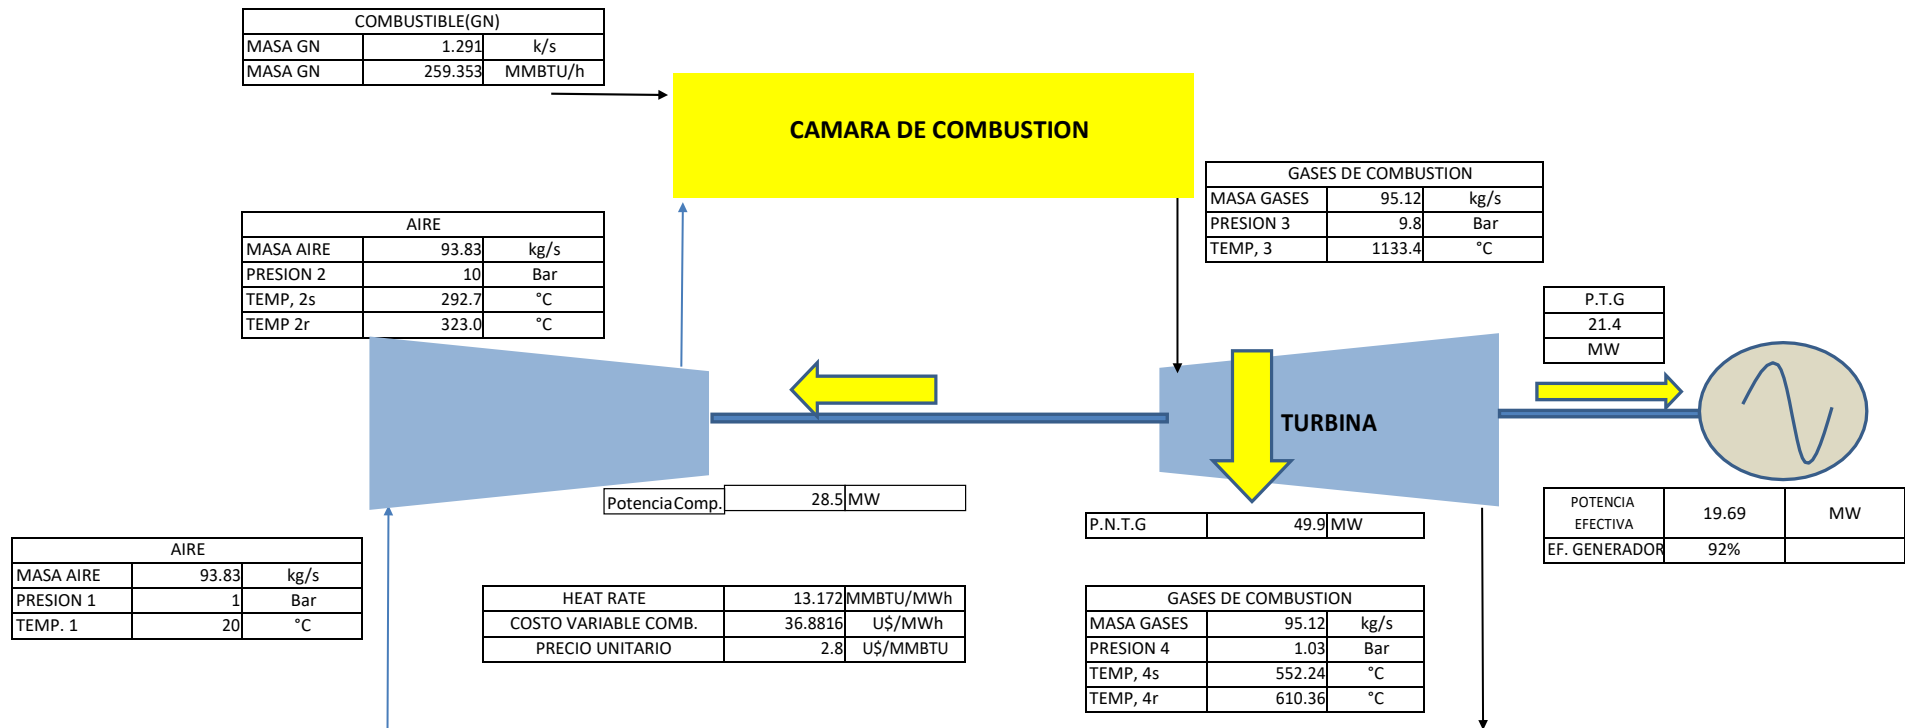 COMBUSTIBLE(GN)
MASA GN 1.291 k/s
MASA GN 259.353 MMBTU/h
CAMARA DE COMBUSTION
GASES DE COMBUSTION
MASA GASES 95.12 kg/s
PRESION 3 9.8 Bar
TEMP, 3 1133.4 °C
AIRE
MASA AIRE 93.83 kg/s
PRESION 2 10 Bar
TEMP, 2s 292.7 °C
TEMP 2r 323.0 °C
P.T.G
21.4
MW
TURBINA
PotenciaComp. 28.5 MW
P.N.T.G 49.9 MW
POTENCIA
EFECTIVA 19.69 MW
EF. GENERADOR 92%
AIRE
MASA AIRE 93.83 kg/s
PRESION 1 1 Bar
TEMP. 1 20 °C
HEAT RATE 13.172 MMBTU/MWh
COSTO VARIABLE COMB. 36.8816 U$/MWh
PRECIO UNITARIO 2.8 U$/MMBTU
GASES DE COMBUSTION
MASA GASES 95.12 kg/s
PRESION 4 1.03 Bar
TEMP, 4s 552.24 °C
TEMP, 4r 610.36 °C